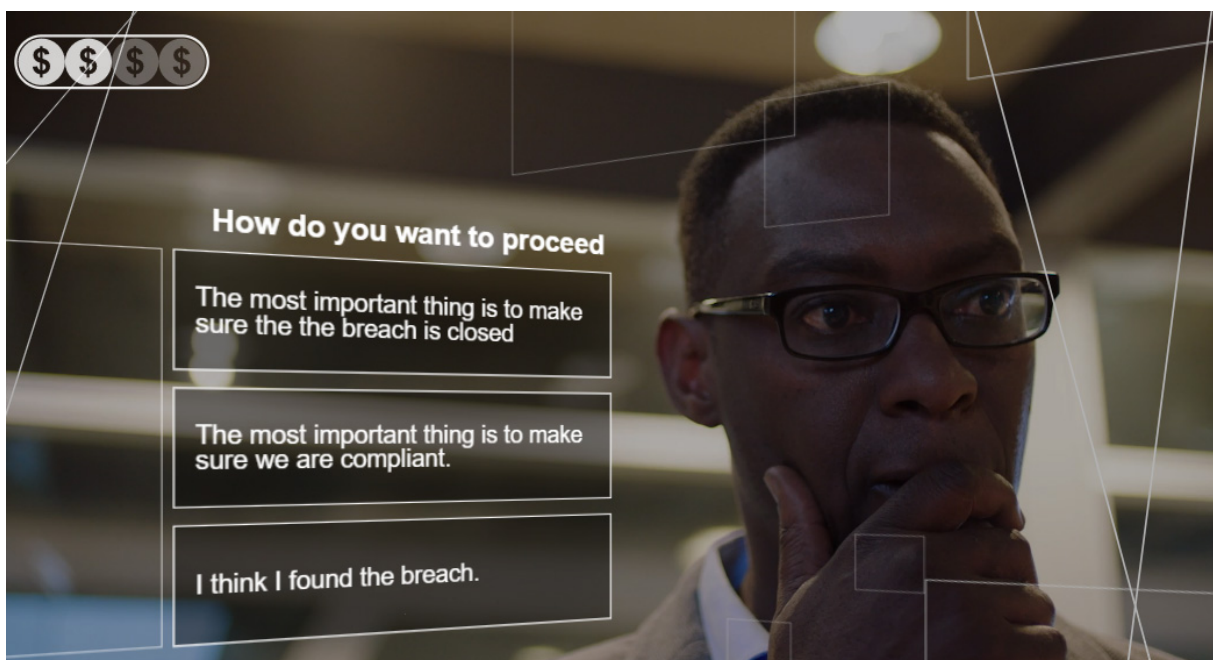 $ $ $ $
How do you want to proceed
The most important thing is to make
sure the the breach is closed
The most important thing is to make
sure we are compliant.
I think I found the breach.